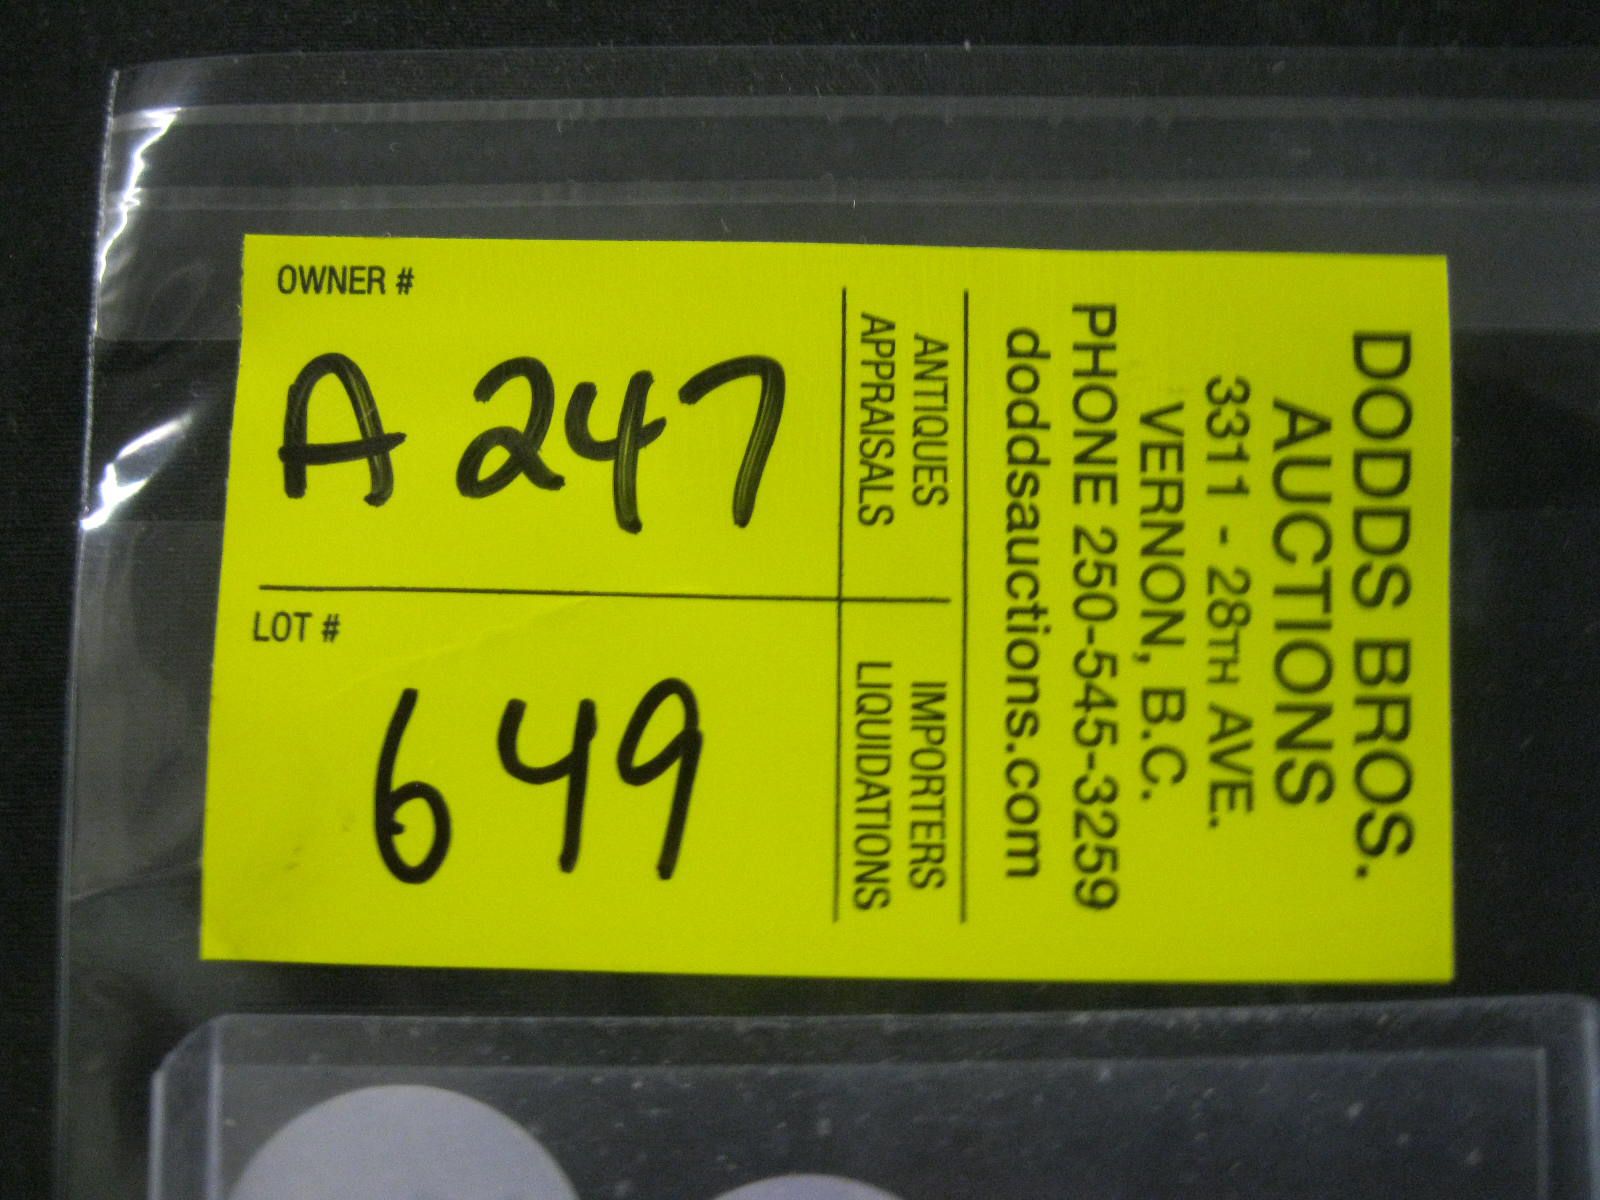 OWNER #
A 247
LOT #
649
DODDS BROS.
AUCTIONS
3311 - 28TH AVE.
VERNON, B.C.
PHONE 250-545-3259
doddsauctions.com
ANTIQUES
APPRAISALS
IMPORTERS
LIQUIDATIONS